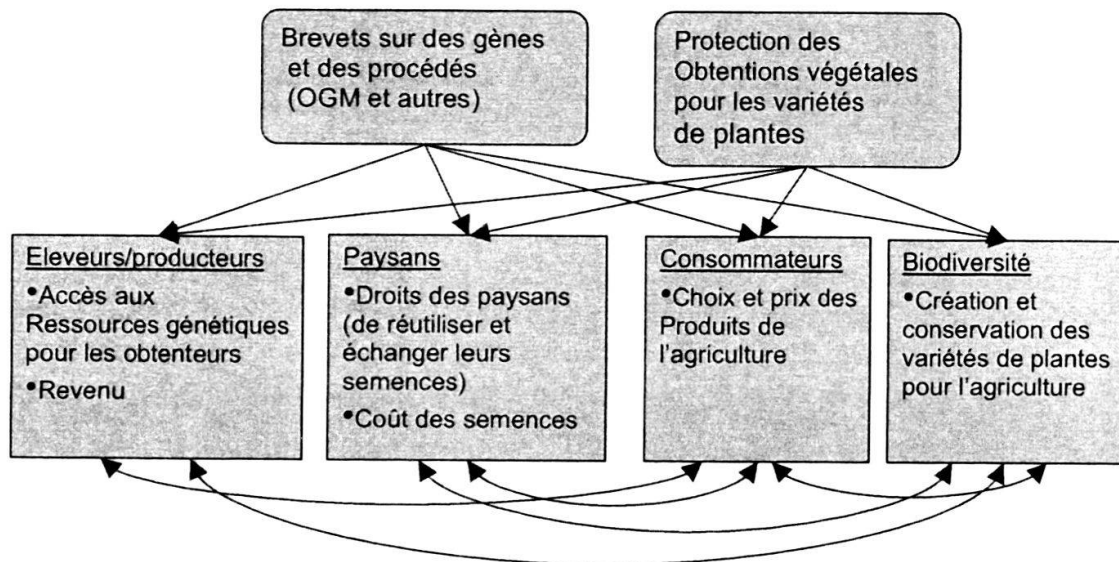 Brevets sur des gènes
et des procédés
(OGM et autres)
Protection des
Obtentions végétales
pour les variétés
de plantes
Eleveurs/producteurs
•Accès aux
Ressources génétiques
pour les obtenteurs
•Revenu
Paysans
•Droits des paysans
(de réutiliser et
échanger leurs
semences)
•Coût des semences
Consommateurs
•Choix et prix des
Produits de
l'agriculture
Biodiversité
•Création et
conservation des
variétés de plantes
pour l'agriculture